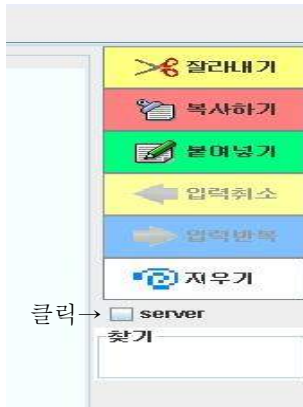 잘라내기
복사하기
붙여넣기
입력취소
입력반복
지우기
클릭→ server
찾기